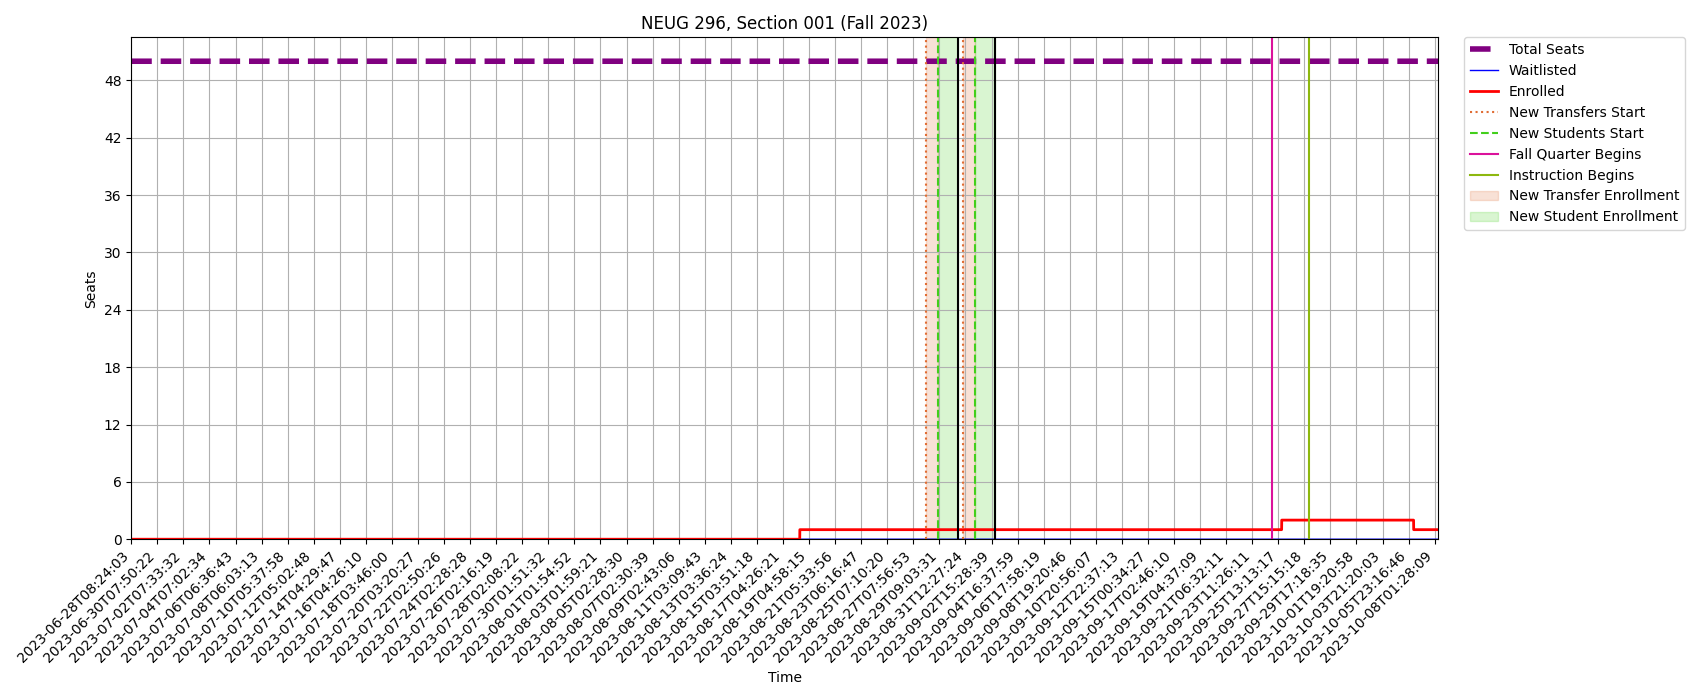 NEUG 296, Section 001 (Fall 2023)
Seats
48
42
36
30
24
18
12
6
0
2023-06-28T08:24:03
2023-06-30T07:50:22
2023-07-02T07:33:32
2023-07-04T07:02:34
2023-07-06T06:36:43
2023-07-08T06:03:13
2023-07-10T05:37:58
2023-07-12T05:02:48
2023-07-14T04:29:47
2023-07-16T04:26:10
2023-07-18T03:46:00
2023-07-20T03:20:27
2023-07-22T02:50:26
2023-07-24T02:28:28
2023-07-26T02:16:19
2023-07-28T02:08:22
2023-07-30T01:51:32
2023-08-01T01:54:52
2023-08-03T01:59:21
2023-08-05T02:28:30
2023-08-07T02:30:39
2023-08-09T02:43:06
2023-08-11T03:09:43
2023-08-13T03:36:24
2023-08-15T03:51:18
2023-08-17T04:26:21
2023-08-19T04:58:15
2023-08-21T05:33:56
2023-08-23T06:16:47
2023-08-25T07:10:20
2023-08-27T07:56:53
2023-08-29T09:03:31
2023-08-31T12:27:24
2023-09-02T15:28:39
2023-09-04T16:37:59
2023-09-06T17:58:19
2023-09-08T19:20:46
2023-09-10T20:56:07
2023-09-12T22:37:13
2023-09-15T00:34:27
2023-09-17T02:46:10
2023-09-19T04:37:09
2023-09-21T06:32:11
2023-09-23T11:26:11
2023-09-25T13:13:17
2023-09-27T15:15:18
2023-09-29T17:18:35
2023-10-01T19:20:58
2023-10-03T21:20:03
2023-10-05T23:16:46
2023-10-08T01:28:09
Time
Total Seats
Waitlisted
Enrolled
New Transfers Start
New Students Start
Fall Quarter Begins
Instruction Begins
New Transfer Enrollment
New Student Enrollment